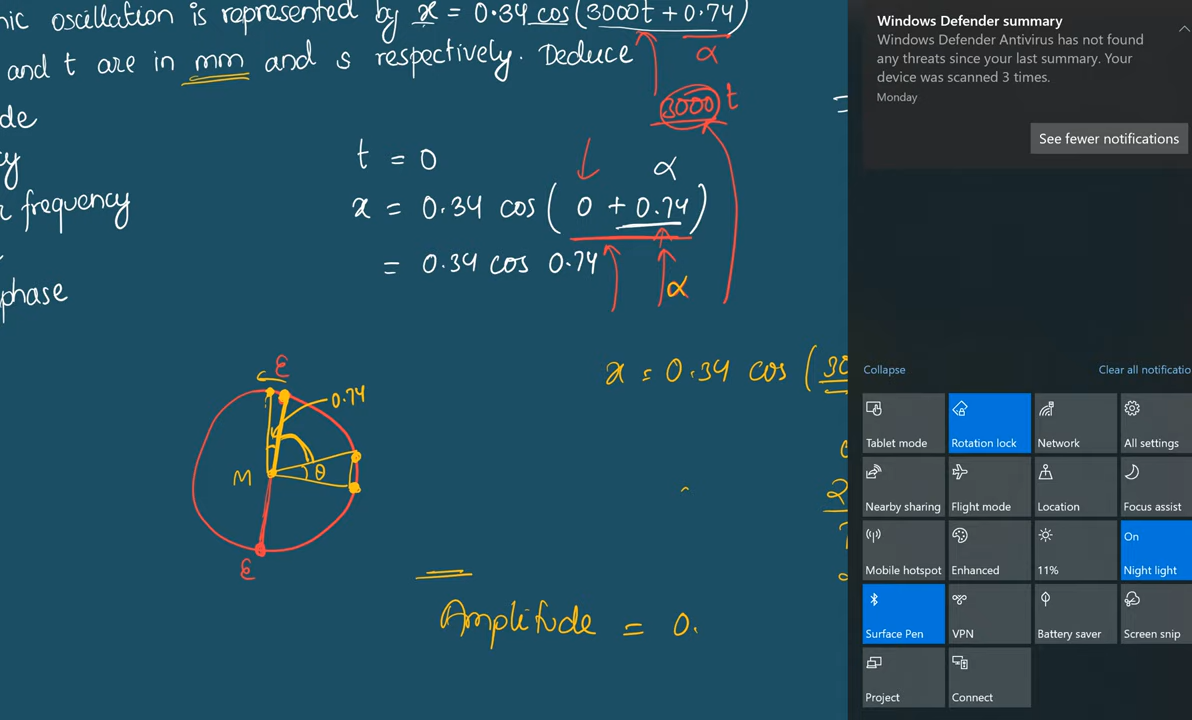 nic oscillation is represented by x = 0.34 cos (3000t + 0.74)
and t are in mm and s respectively. Deduce
α
3000 t
=
de
t = 0
α
y
x = 0.34 cos ( 0 + 0.74 )
r frequency
= 0.34 cos 0.74
α
phase
x = 0.34 cos (30
E
0.74
M
θ
E
Amplitude = 0.
Windows Defender summary
Windows Defender Antivirus has not found
any threats since your last summary. Your
device was scanned 3 times.
Monday
See fewer notifications
Collapse
Clear all notificatio
Tablet mode
Rotation lock
Network
All settings
Nearby sharing
Flight mode
Location
Focus assist
Mobile hotspot
Enhanced
11%
On
Night light
Surface Pen
VPN
Battery saver
Screen snip
Project
Connect